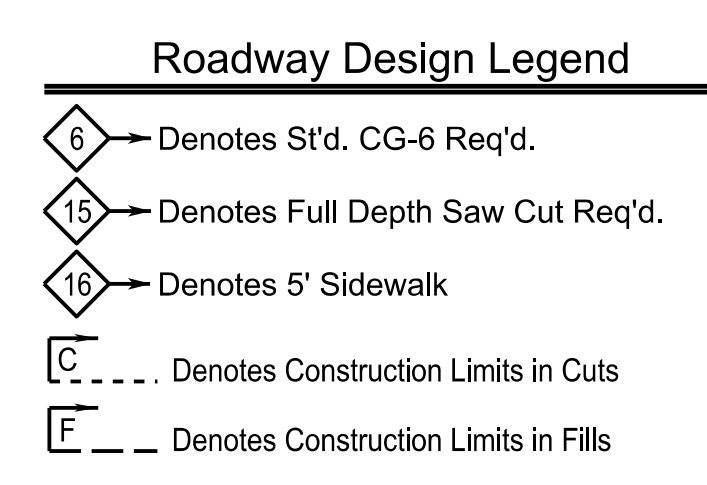 Roadway Design Legend
6 Denotes St'd. CG-6 Req'd.
15 Denotes Full Depth Saw Cut Req'd.
16 Denotes 5' Sidewalk
C Denotes Construction Limits in Cuts
F Denotes Construction Limits in Fills